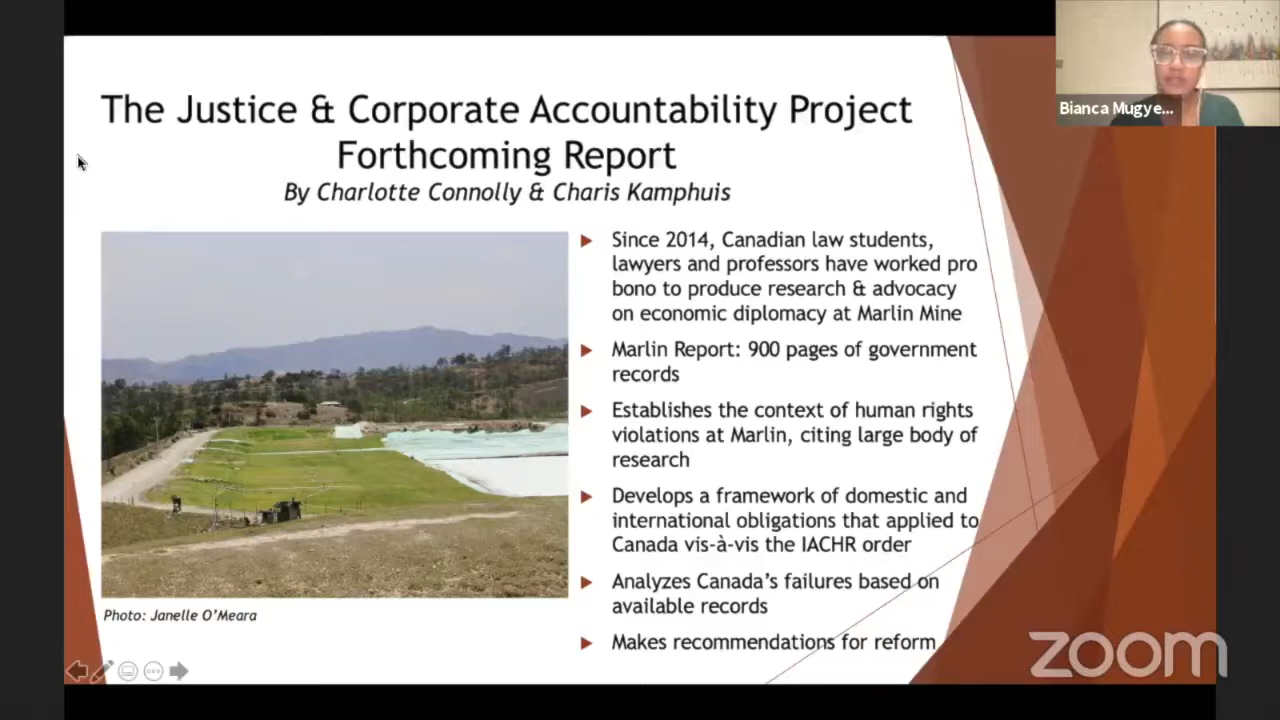 The Justice & Corporate Accountability Project
Forthcoming Report
By Charlotte Connolly & Charis Kamphuis
Since 2014, Canadian law students,
lawyers and professors have worked pro
bono to produce research & advocacy
on economic diplomacy at Marlin Mine
Marlin Report: 900 pages of government
records
Establishes the context of human rights
violations at Marlin, citing large body of
research
Develops a framework of domestic and
international obligations that applied to
Canada vis-à-vis the IACHR order
Analyzes Canada's failures based on
available records
Makes recommendations for reform
Photo: Janelle O'Meara
Bianca Mugye...
zoom